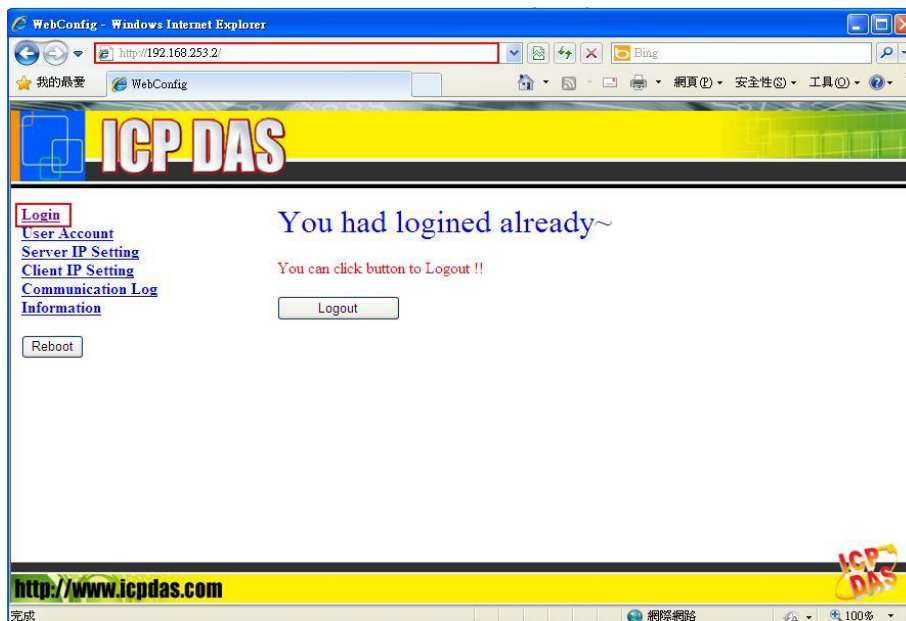 WebConfig - Windows Internet Explorer
http://192.168.253.2/
Bing
我的最愛
WebConfig
網頁(P)
安全性(S)
工具(O)
ICP DAS
Login
User Account
Server IP Setting
Client IP Setting
Communication Log
Information
Reboot
You had logined already~
You can click button to Logout !!
Logout
http://www.icpdas.com
ICP
DAS
完成
網際網路
100%